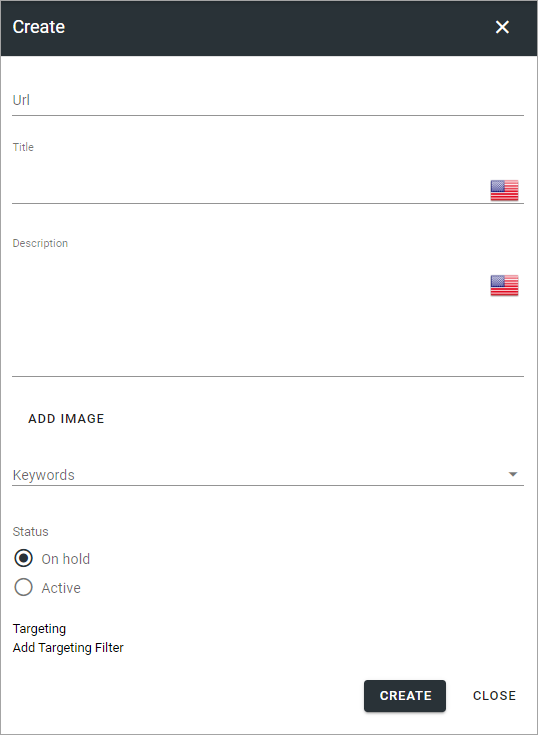 Create
Url
Title
Description
ADD IMAGE
Keywords
Status
On hold
Active
Targeting
Add Targeting Filter
CREATE CLOSE